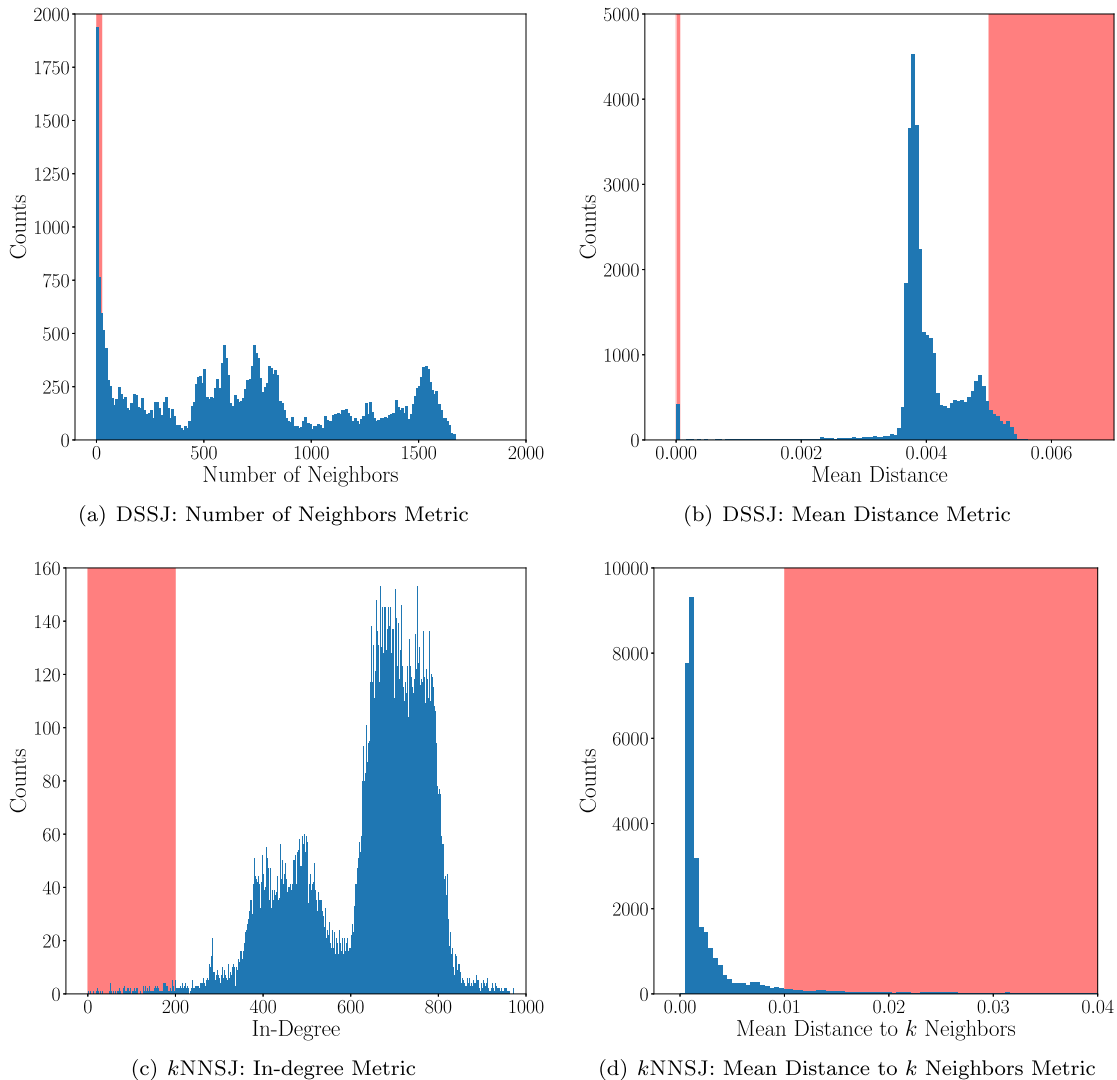 2000
1750
1500
1250
1000
750
500
250
0
Counts
0 500 1000 1500 2000
Number of Neighbors
(a) DSSJ: Number of Neighbors Metric
5000
4000
3000
2000
1000
0
Counts
0.000 0.002 0.004 0.006
Mean Distance
(b) DSSJ: Mean Distance Metric
160
140
120
100
80
60
40
20
0
Counts
0 200 400 600 800 1000
In-Degree
(c) kNNSJ: In-degree Metric
10000
8000
6000
4000
2000
0
Counts
0.00 0.01 0.02 0.03 0.04
Mean Distance to k Neighbors
(d) kNNSJ: Mean Distance to k Neighbors Metric